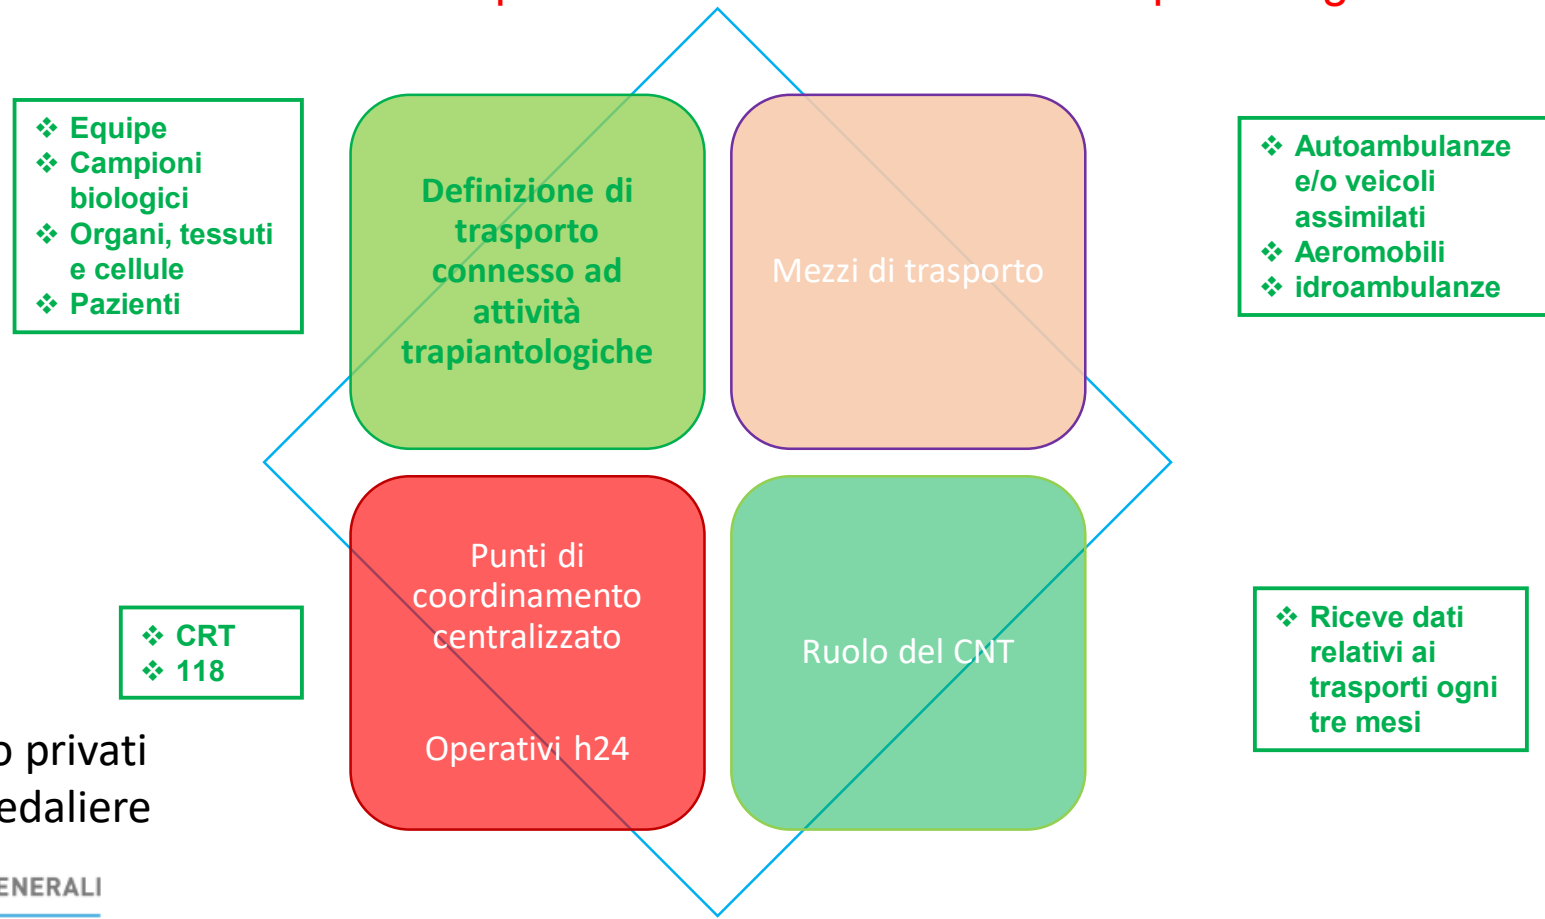 ❖ Equipe
❖ Campioni
biologici
❖ Organi, tessuti
e cellule
❖ Pazienti
Definizione di
trasporto
connesso ad
attività
trapiantologiche
Mezzi di trasporto
❖ Autoambulanze
e/o veicoli
assimilati
❖ Aeromobili
❖ idroambulanze
Punti di
coordinamento
centralizzato
Operativi h24
❖ CRT
❖ 118
Ruolo del CNT
❖ Riceve dati
relativi ai
trasporti ogni
tre mesi
o privati
edaliere
ENERALI